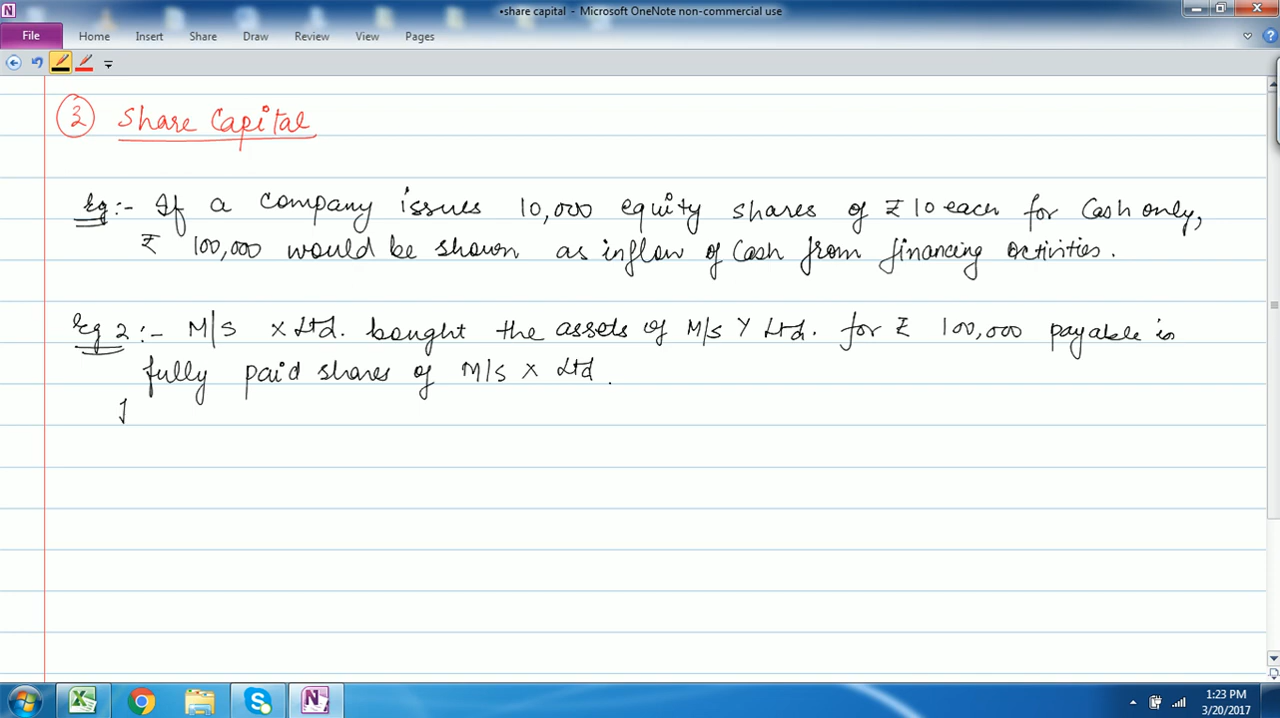 •share capital - Microsoft OneNote non-commercial use
File Home Insert Share Draw Review View Pages
③ Share Capital
Eg :- If a company issues 10,000 equity shares of ₹ 10 each for Cash only,
₹ 100,000 would be shown as inflow of Cash from financing activities.
Eg 2 :- M/S X Ltd. bought the assets of M/s Y Ltd. for ₹ 100,000 payable in
fully paid shares of M/S X Ltd.
1:23 PM
3/20/2017